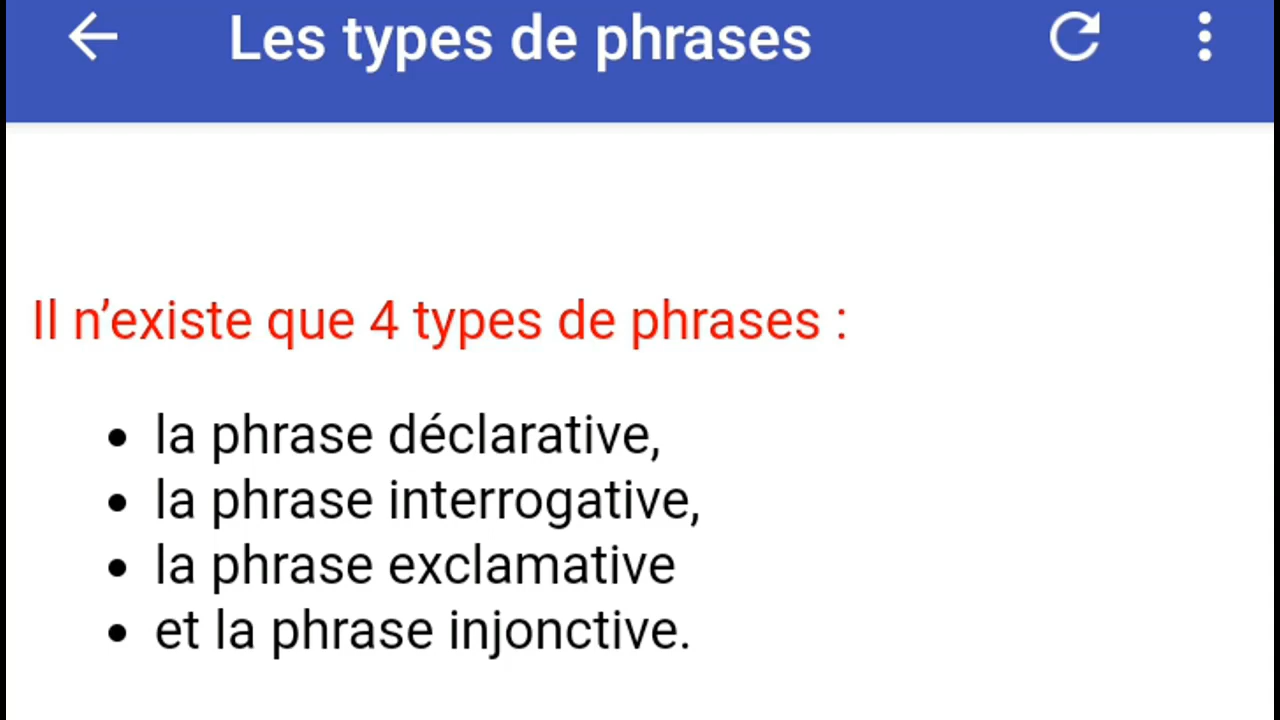 Les types de phrases
Il n’existe que 4 types de phrases :
la phrase déclarative,
la phrase interrogative,
la phrase exclamative
et la phrase injonctive.